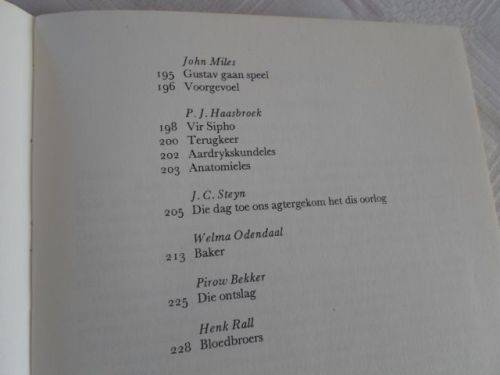 John Miles
195 Gustav gaan speel
196 Voorgevoel
P. J. Haasbroek
198 Vir Sipho
200 Terugkeer
202 Aardrykskundeles
203 Anatomieles
J. C. Steyn
205 Die dag toe ons agtergekom het dis oorlog
Welma Odendaal
213 Baker
Pirow Bekker
225 Die ontslag
Henk Rall
228 Bloedbroers